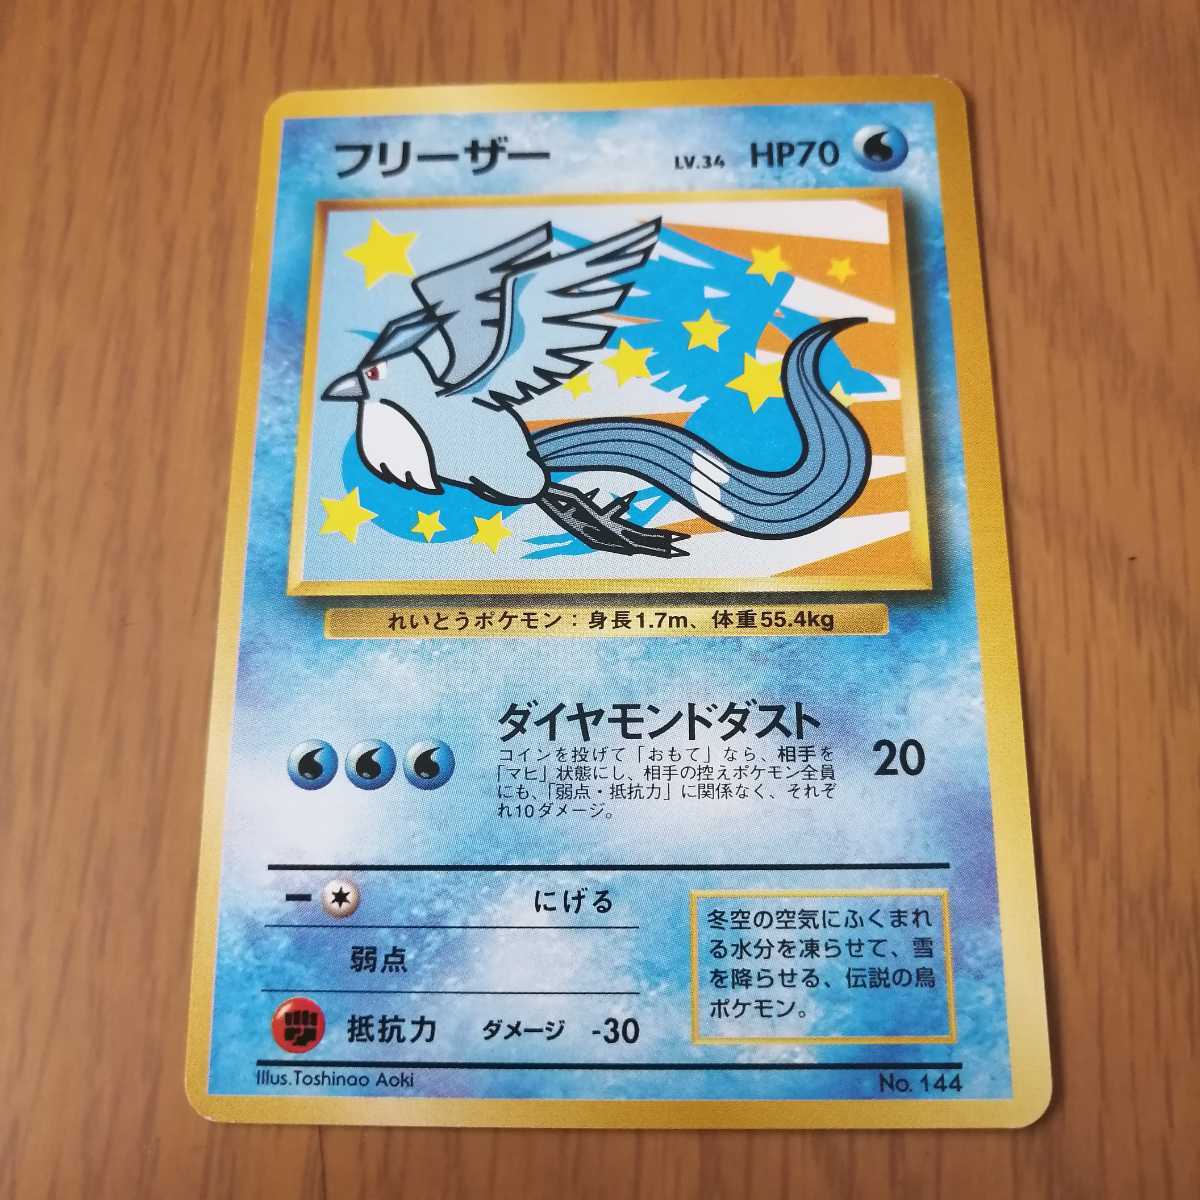 フリーザー LV.34 HP70
れいとうポケモン：身長1.7m、体重55.4kg
ダイヤモンドダスト 20
コインを投げて「おもて」なら、相手を
「マヒ」状態にし、相手の控えポケモン全員
にも、「弱点・抵抗力」に関係なく、それぞ
れ10ダメージ。
ー にげる
弱点
抵抗力 ダメージ -30
冬空の空気にふくまれ
る水分を凍らせて、雪
を降らせる、伝説の鳥
ポケモン。
Illus.Toshinao Aoki
No. 144